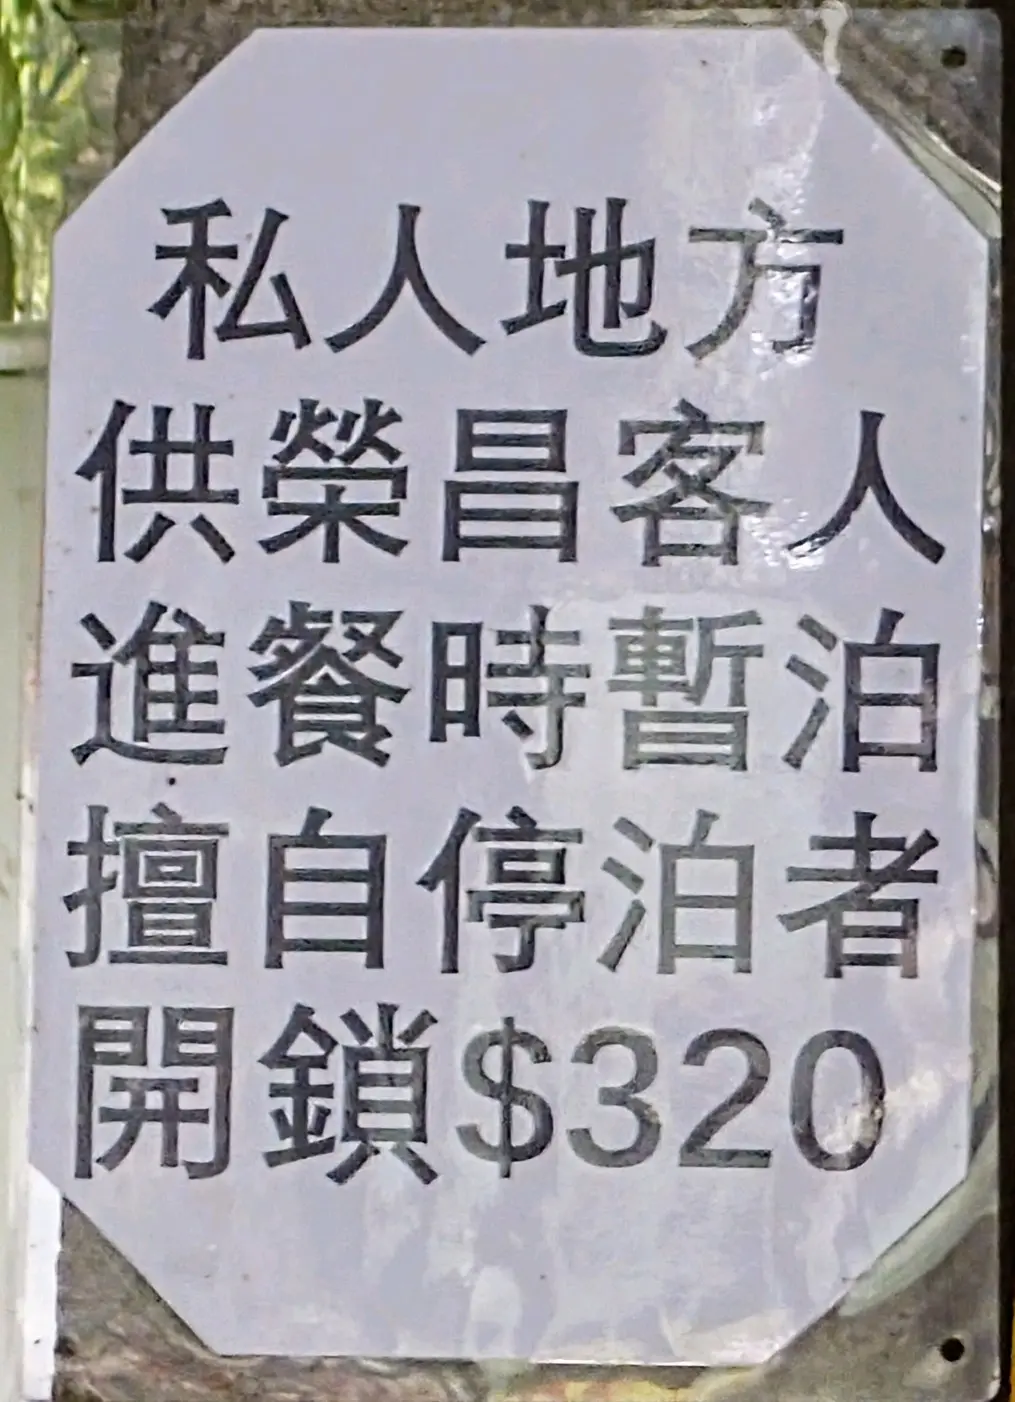 私人地方
供榮昌客人
進餐時暫泊
擅自停泊者
開鎖$320